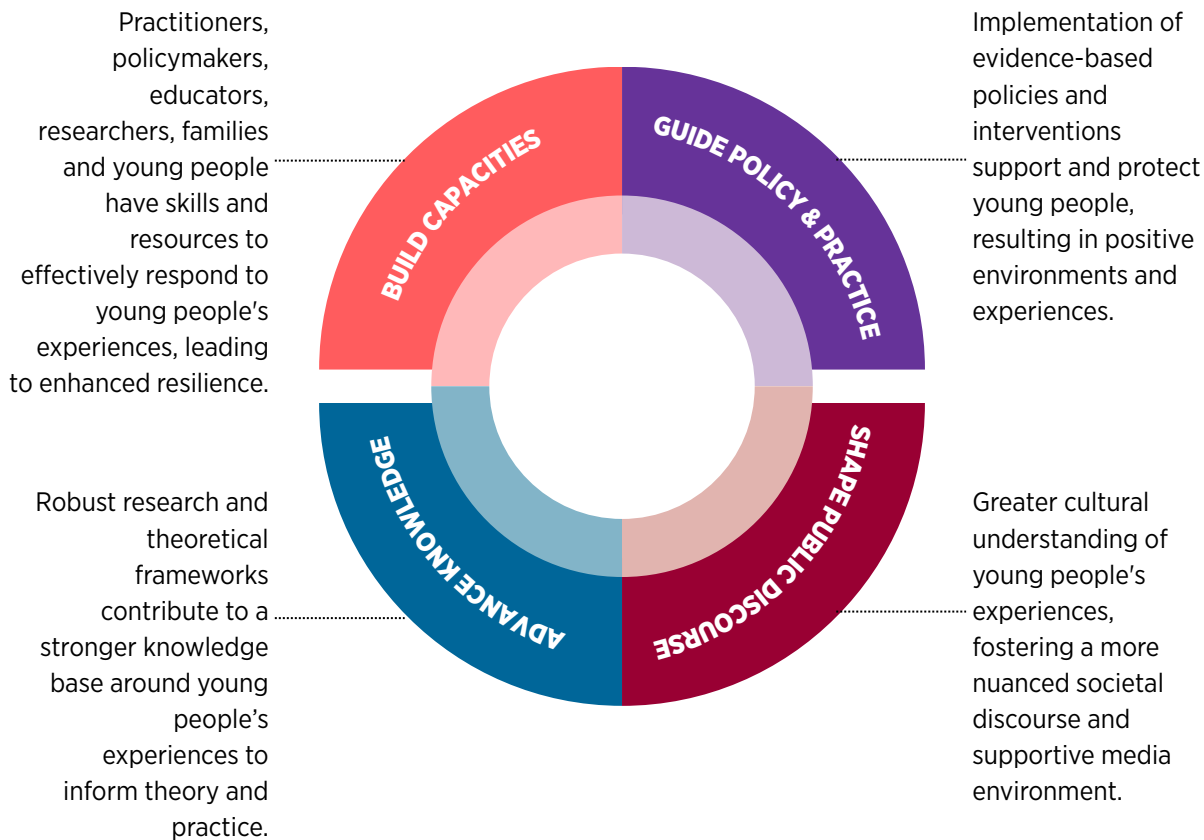 Practitioners,
policymakers,
educators,
researchers, families
and young people
have skills and
resources to
effectively respond to
young people's
experiences, leading
to enhanced resilience.
BUILD CAPACITIES
GUIDE POLICY & PRACTICE
Implementation of
evidence-based
policies and
interventions
support and protect
young people,
resulting in positive
environments and
experiences.
Robust research and
theoretical
frameworks
contribute to a
stronger knowledge
base around young
people’s
experiences to
inform theory and
practice.
ADVANCE KNOWLEDGE
SHAPE PUBLIC DISCOURSE
Greater cultural
understanding of
young people's
experiences,
fostering a more
nuanced societal
discourse and
supportive media
environment.